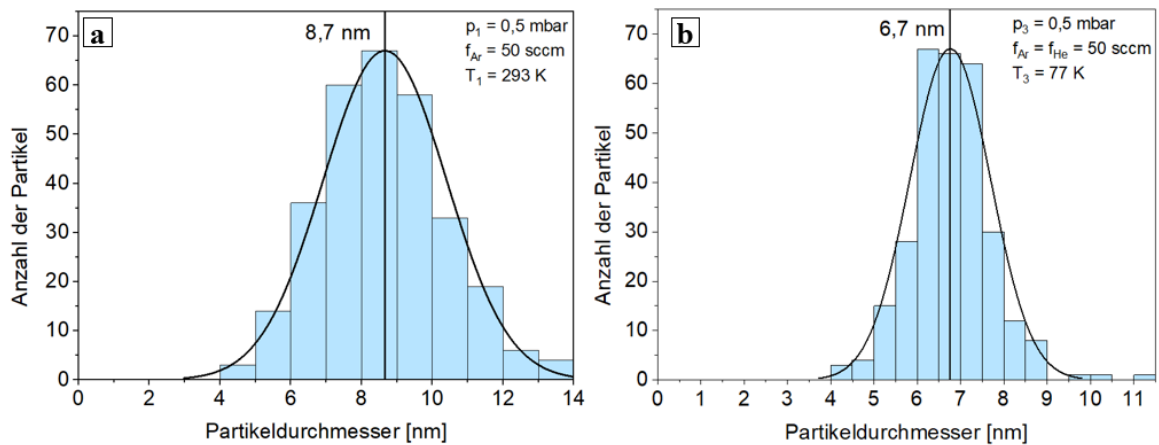 a
8,7 nm
p₁ = 0,5 mbar
f_Ar = 50 sccm
T₁ = 293 K
Anzahl der Partikel
70
60
50
40
30
20
10
0
0 2 4 6 8 10 12 14
Partikeldurchmesser [nm]
b
6,7 nm
p₃ = 0,5 mbar
f_Ar = f_He = 50 sccm
T₃ = 77 K
Anzahl der Partikel
70
60
50
40
30
20
10
0
0 1 2 3 4 5 6 7 8 9 10 11
Partikeldurchmesser [nm]